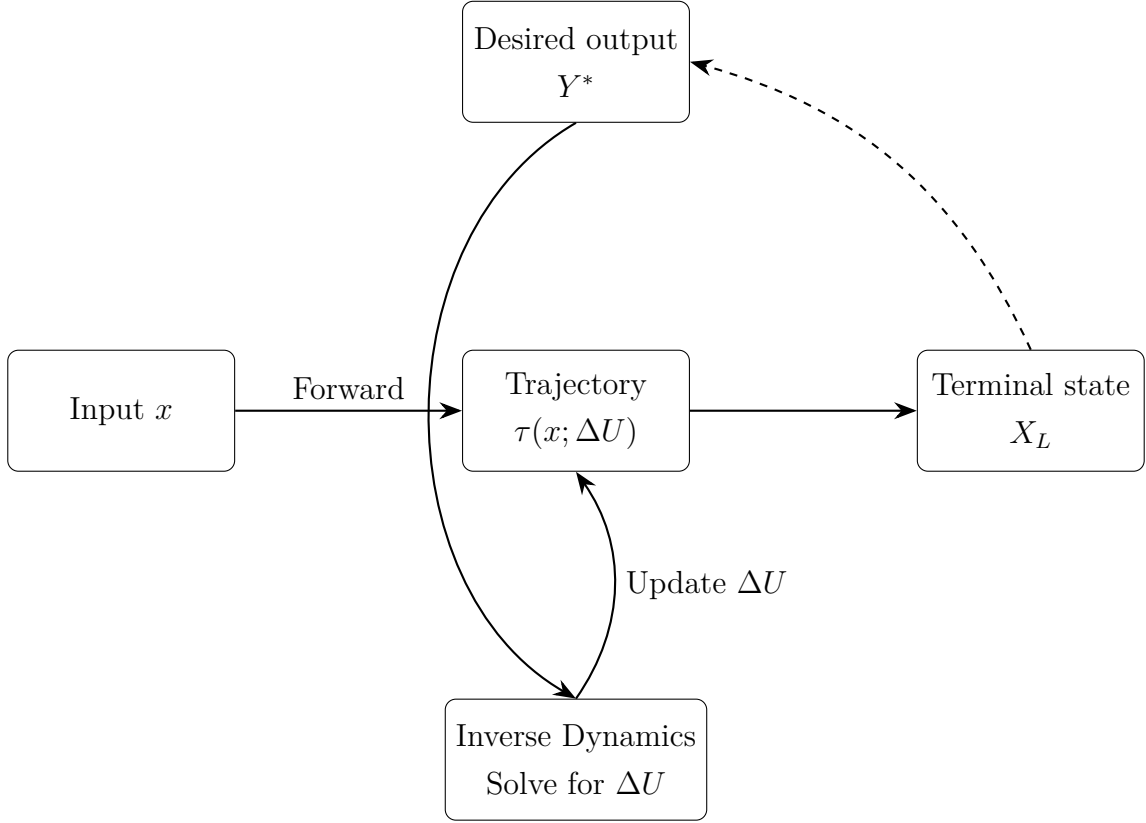 Desired output
Y*
Input x
Forward
Trajectory
τ(x; ΔU)
Terminal state
X_L
Update ΔU
Inverse Dynamics
Solve for ΔU